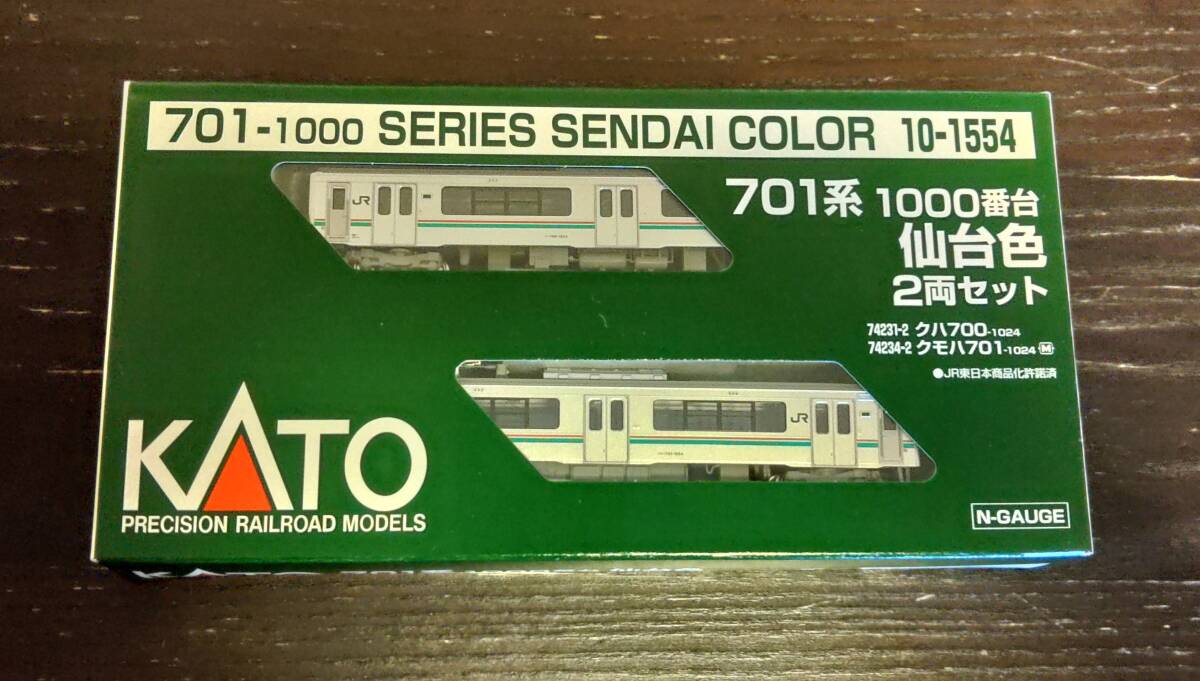 701-1000 SERIES SENDAI COLOR 10-1554
701系 1000番台
仙台色
2両セット
74231-2 クハ700-1024
74234-2 クモハ701-1024 M
●JR東日本商品化許諾済
JR
JR
KATO
PRECISION RAILROAD MODELS
N-GAUGE